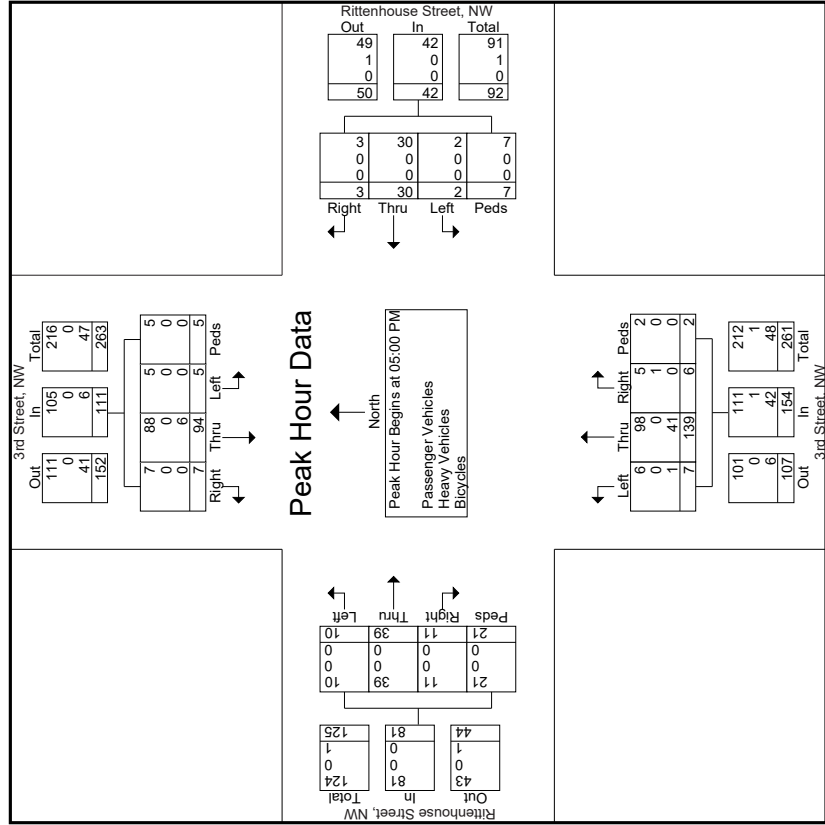 Rittenhouse Street, NW
Out In Total
49 42 91
1 0 1
0 0 0
50 42 92
3 30 2 7
0 0 0 0
0 0 0 0
3 30 2 7
Right Thru Left Peds
3rd Street, NW
Out In Total
111 105 216
0 0 0
41 6 47
152 111 263
7 88 5 5
0 0 0 0
0 6 0 0
7 94 5 5
Right Thru Left Peds
Peak Hour Data
North
Peak Hour Begins at 05:00 PM
Passenger Vehicles
Heavy Vehicles
Bicycles
Left Thru Right Peds
6 98 5 2
0 0 1 0
1 41 0 0
7 139 6 2
101 111 212
0 1 1
6 42 48
107 154 261
Out In Total
3rd Street, NW
Left Thru Right Peds
10 39 11 21
0 0 0 0
0 0 0 0
10 39 11 21
125 81 44
1 0 1
0 0 0
124 81 43
Total In Out
Rittenhouse Street, NW